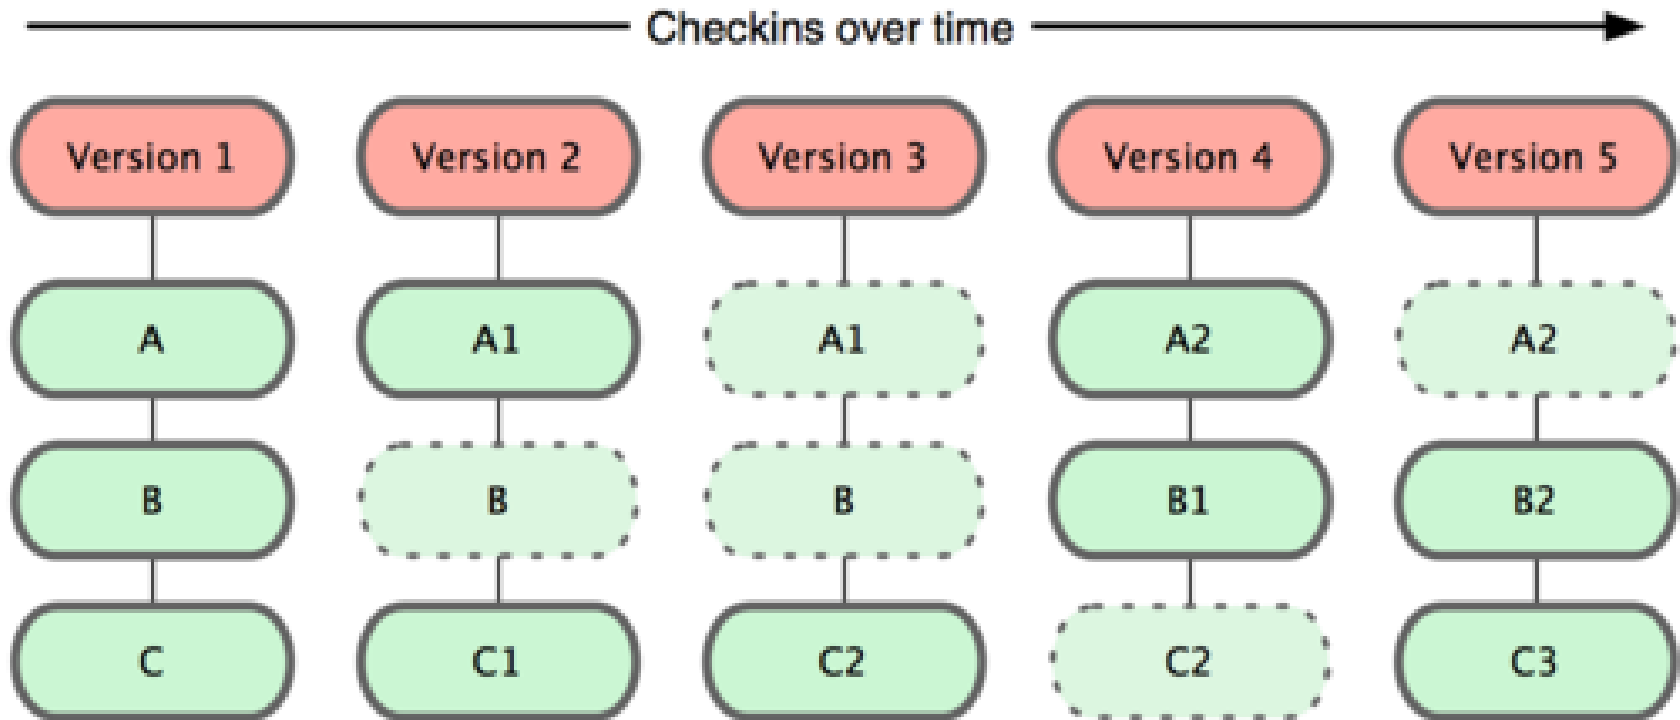 Checkins over time
Version 1 Version 2 Version 3 Version 4 Version 5
A A1 A1 A2 A2
B B B B1 B2
C C1 C2 C2 C3